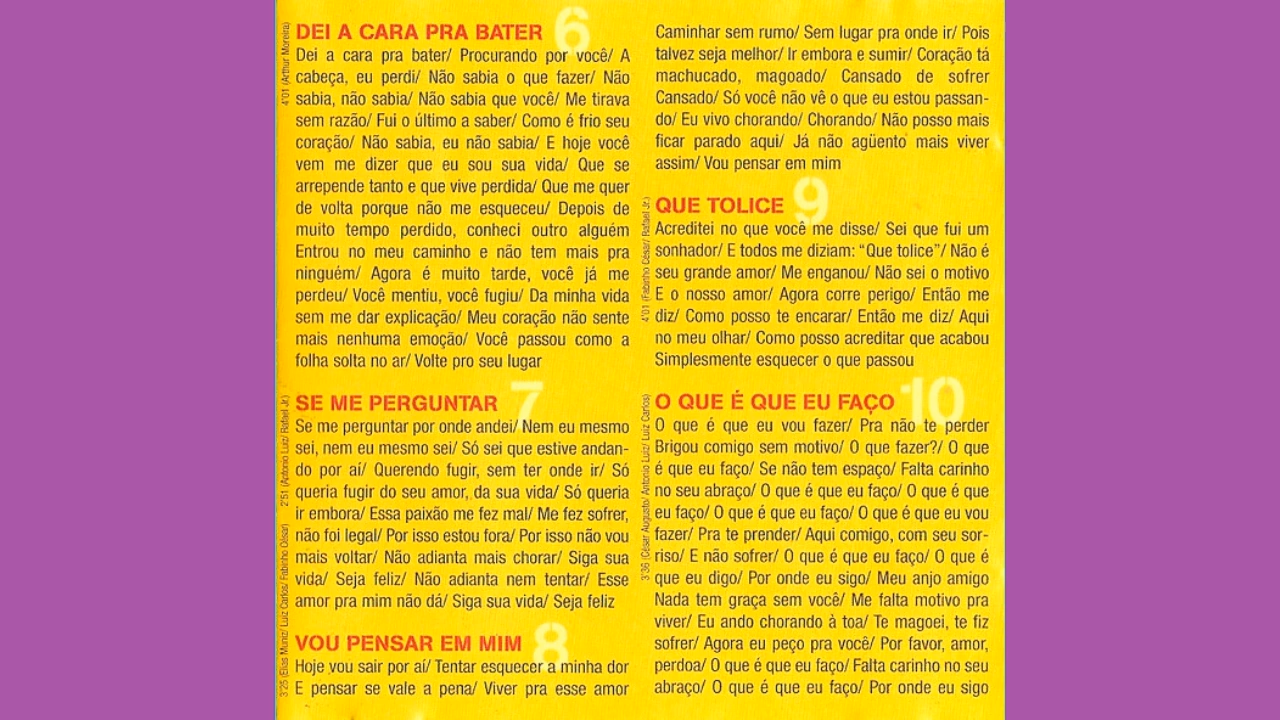 DEI A CARA PRA BATER 6
4'01 (Arthur Moreira)
Dei a cara pra bater/ Procurando por você/ A
cabeça, eu perdi/ Não sabia o que fazer/ Não
sabia, não sabia/ Não sabia que você/ Me tirava
sem razão/ Fui o último a saber/ Como é frio seu
coração/ Não sabia, eu não sabia/ E hoje você
vem me dizer que eu sou sua vida/ Que se
arrepende tanto e que vive perdida/ Que me quer
de volta porque não me esqueceu/ Depois de
muito tempo perdido, conheci outro alguém
Entrou no meu caminho e não tem mais pra
ninguém/ Agora é muito tarde, você já me
perdeu/ Você mentiu, você fugiu/ Da minha vida
sem me dar explicação/ Meu coração não sente
mais nenhuma emoção/ Você passou como a
folha solta no ar/ Volte pro seu lugar
SE ME PERGUNTAR 7
2'51 (Antonio Luiz/ Rafael Jr.)
Se me perguntar por onde andei/ Nem eu mesmo
sei, nem eu mesmo sei/ Só sei que estive andan-
do por aí/ Querendo fugir, sem ter onde ir/ Só
queria fugir do seu amor, da sua vida/ Só queria
ir embora/ Essa paixão me fez mal/ Me fez sofrer,
não foi legal/ Por isso estou fora/ Por isso não vou
mais voltar/ Não adianta mais chorar/ Siga sua
vida/ Seja feliz/ Não adianta nem tentar/ Esse
amor pra mim não dá/ Siga sua vida/ Seja feliz
VOU PENSAR EM MIM 8
3'25 (Elias Muniz/ Luiz Carlos/ Fabinho César)
Hoje vou sair por aí/ Tentar esquecer a minha dor
E pensar se vale a pena/ Viver pra esse amor
Caminhar sem rumo/ Sem lugar pra onde ir/ Pois
talvez seja melhor/ Ir embora e sumir/ Coração tá
machucado, magoado/ Cansado de sofrer
Cansado/ Só você não vê o que eu estou passan-
do/ Eu vivo chorando/ Chorando/ Não posso mais
ficar parado aqui/ Já não agüento mais viver
assim/ Vou pensar em mim
QUE TOLICE 9
4'01 (Fabinho César/ Rafael Jr.)
Acreditei no que você me disse/ Sei que fui um
sonhador/ E todos me diziam: “Que tolice”/ Não é
seu grande amor/ Me enganou/ Não sei o motivo
E o nosso amor/ Agora corre perigo/ Então me
diz/ Como posso te encarar/ Então me diz/ Aqui
no meu olhar/ Como posso acreditar que acabou
Simplesmente esquecer o que passou
O QUE É QUE EU FAÇO 10
3'36 (César Augusto/ Antonio Luiz/ Luiz Carlos)
O que é que eu vou fazer/ Pra não te perder
Brigou comigo sem motivo/ O que fazer?/ O que
é que eu faço/ Se não tem espaço/ Falta carinho
no seu abraço/ O que é que eu faço/ O que é que
eu faço/ O que é que eu faço/ O que é que eu vou
fazer/ Pra te prender/ Aqui comigo, com seu sor-
riso/ E não sofrer/ O que é que eu faço/ O que é
que eu digo/ Por onde eu sigo/ Meu anjo amigo
Nada tem graça sem você/ Me falta motivo pra
viver/ Eu ando chorando à toa/ Te magoei, te fiz
sofrer/ Agora eu peço pra você/ Por favor, amor,
perdoa/ O que é que eu faço/ Falta carinho no seu
abraço/ O que é que eu faço/ Por onde eu sigo